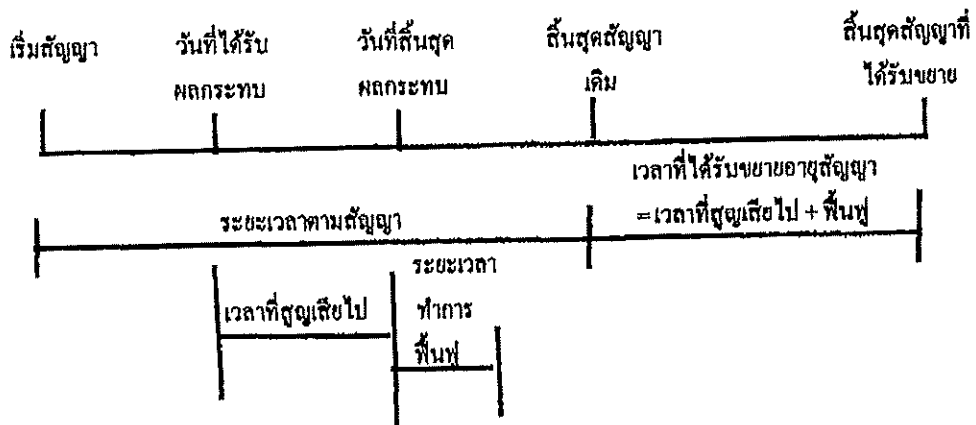 เริ่มสัญญา
วันที่ได้รับ
ผลกระทบ
วันที่สิ้นสุด
ผลกระทบ
สิ้นสุดสัญญา
เดิม
สิ้นสุดสัญญาที่
ได้รับขยาย
เวลาที่ได้รับขยายอายุสัญญา
=เวลาที่สูญเสียไป + ฟื้นฟู
ระยะเวลาตามสัญญา
เวลาที่สูญเสียไป
ระยะเวลา
ทำการ
ฟื้นฟู